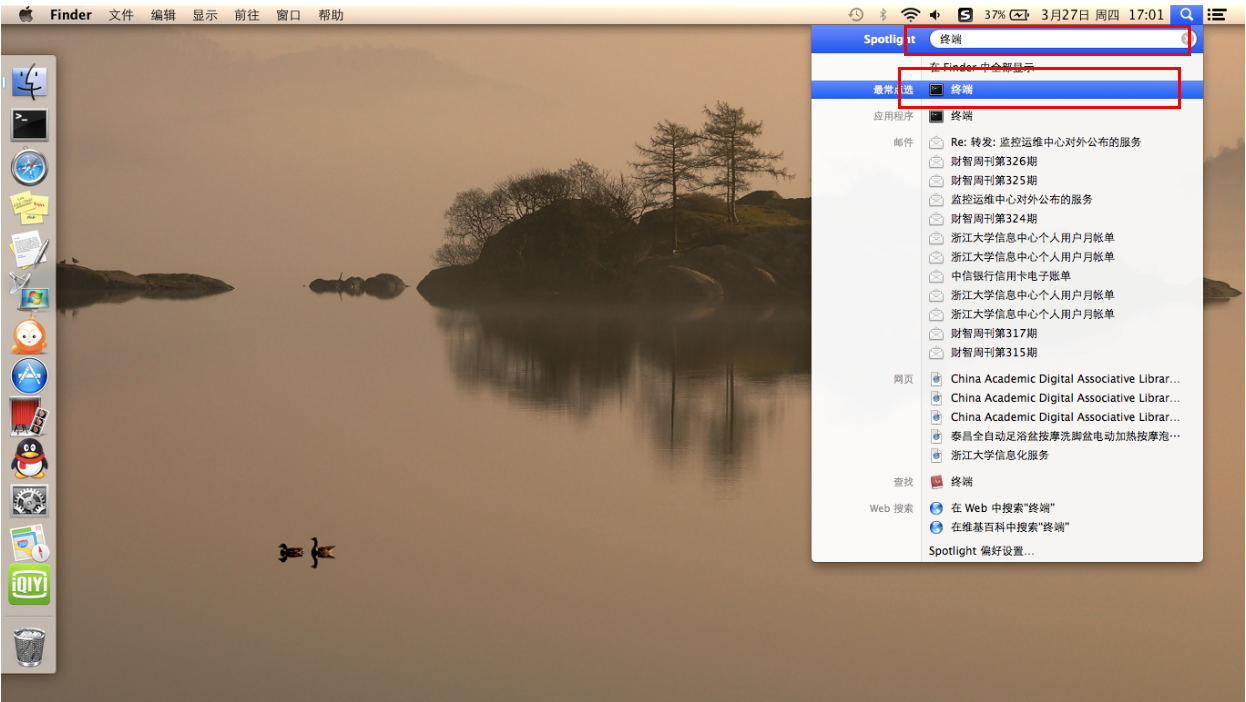 Finder 文件 编辑 显示 前往 窗口 帮助 37% 3月27日 周四 17:01
Spotlight 终端
在 Finder 中全部显示
最常点选 终端
应用程序 终端
邮件 Re: 转发: 监控运维中心对外公布的服务
财智周刊第326期
财智周刊第325期
监控运维中心对外公布的服务
财智周刊第324期
浙江大学信息中心个人用户月帐单
浙江大学信息中心个人用户月帐单
中信银行信用卡电子账单
浙江大学信息中心个人用户月帐单
浙江大学信息中心个人用户月帐单
财智周刊第317期
财智周刊第315期
网页 China Academic Digital Associative Librar...
China Academic Digital Associative Librar...
China Academic Digital Associative Librar...
泰昌全自动足浴盆按摩洗脚盆电动加热按摩泡…
浙江大学信息化服务
查找 终端
Web 搜索 在 Web 中搜索“终端”
在维基百科中搜索“终端”
Spotlight 偏好设置...
iQIYI